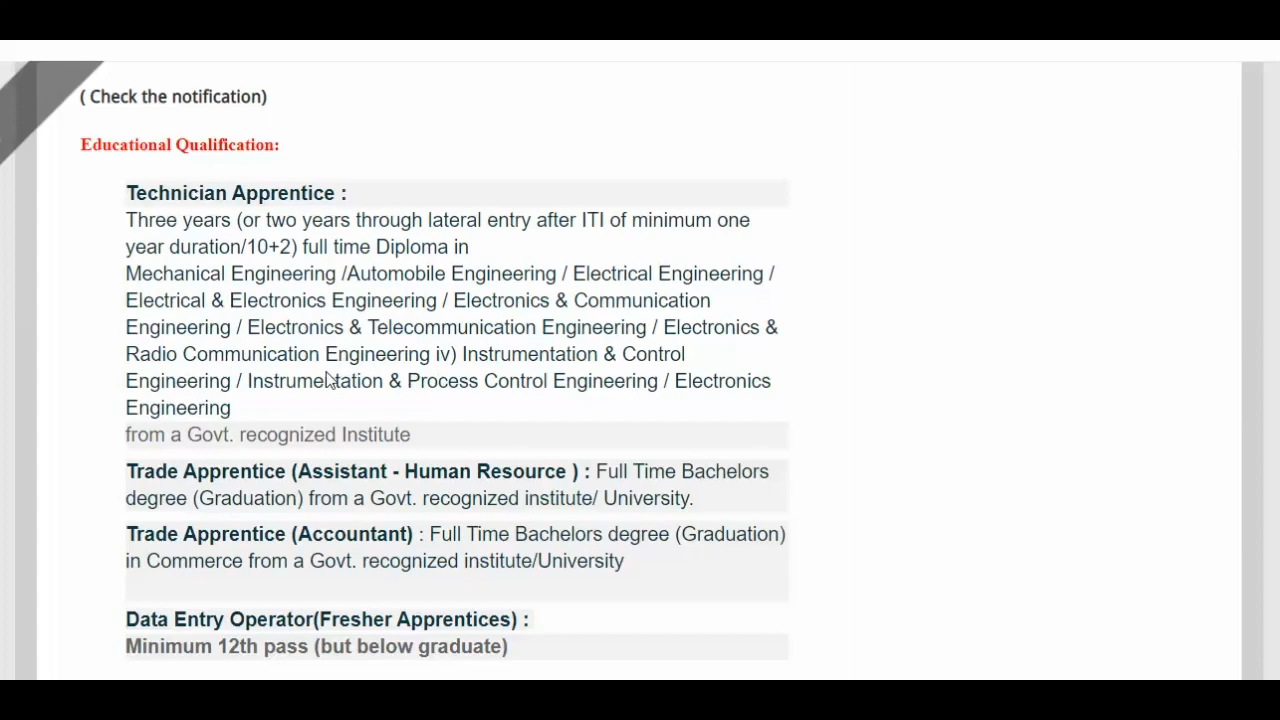 ( Check the notification)
Educational Qualification:
Technician Apprentice :
Three years (or two years through lateral entry after ITI of minimum one
year duration/10+2) full time Diploma in
Mechanical Engineering /Automobile Engineering / Electrical Engineering /
Electrical & Electronics Engineering / Electronics & Communication
Engineering / Electronics & Telecommunication Engineering / Electronics &
Radio Communication Engineering iv) Instrumentation & Control
Engineering / Instrumentation & Process Control Engineering / Electronics
Engineering
from a Govt. recognized Institute
Trade Apprentice (Assistant - Human Resource ) : Full Time Bachelors
degree (Graduation) from a Govt. recognized institute/ University.
Trade Apprentice (Accountant) : Full Time Bachelors degree (Graduation)
in Commerce from a Govt. recognized institute/University
Data Entry Operator(Fresher Apprentices) :
Minimum 12th pass (but below graduate)